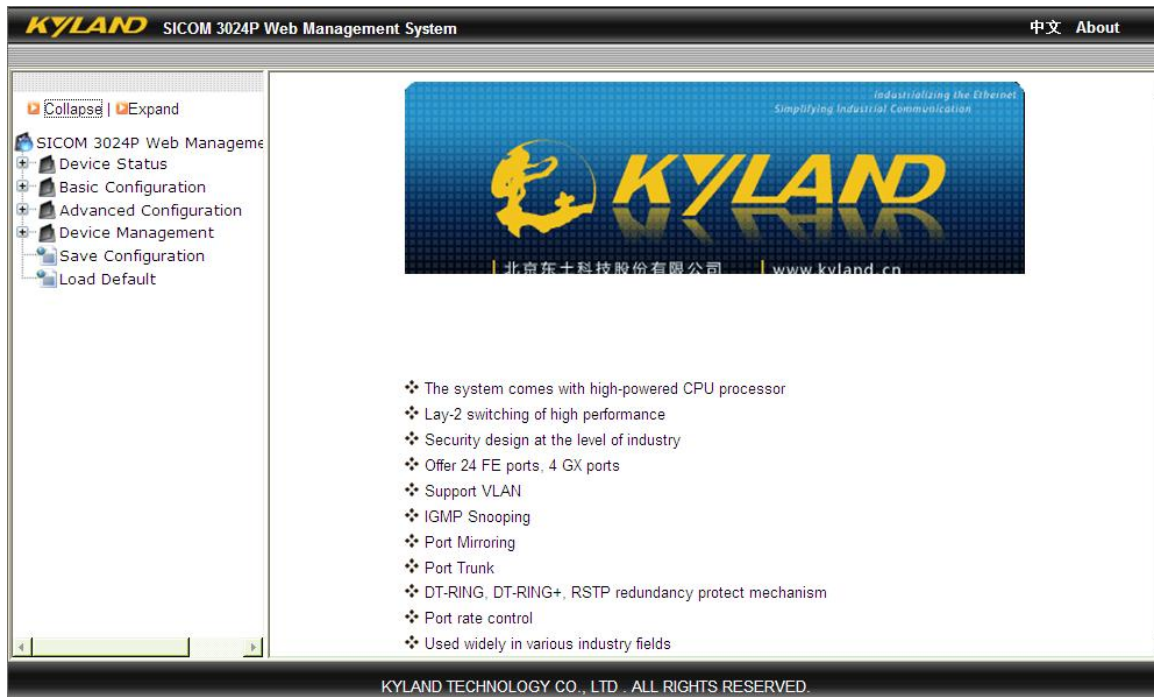 KYLAND SICOM 3024P Web Management System 中文 About
Collapse | Expand
SICOM 3024P Web Manageme
Device Status
Basic Configuration
Advanced Configuration
Device Management
Save Configuration
Load Default
Industrializing the Ethernet
Simplifying Industrial Communication
KYLAND
北京东土科技股份有限公司 www.kyland.cn
The system comes with high-powered CPU processor
Lay-2 switching of high performance
Security design at the level of industry
Offer 24 FE ports, 4 GX ports
Support VLAN
IGMP Snooping
Port Mirroring
Port Trunk
DT-RING, DT-RING+, RSTP redundancy protect mechanism
Port rate control
Used widely in various industry fields
KYLAND TECHNOLOGY CO., LTD . ALL RIGHTS RESERVED.